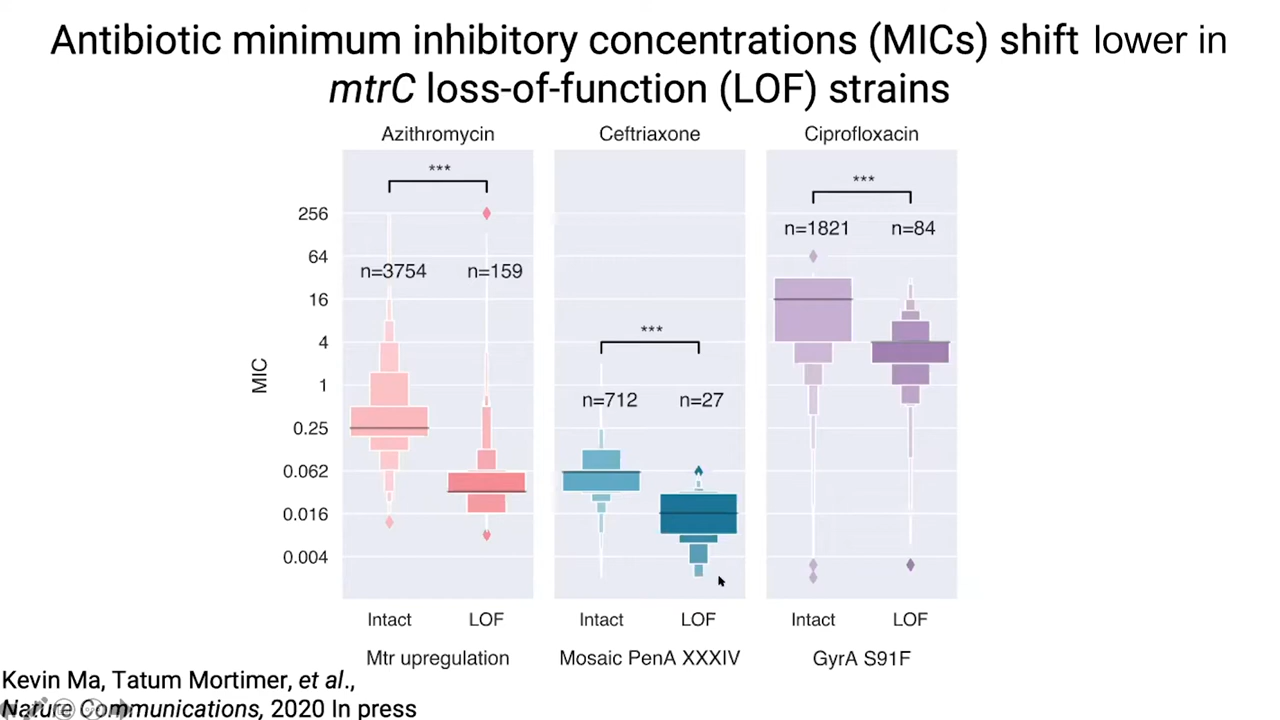 Antibiotic minimum inhibitory concentrations (MICs) shift lower in
mtrC loss-of-function (LOF) strains
Azithromycin Ceftriaxone Ciprofloxacin
*** *** ***
256
64
16
4
1
0.25
0.062
0.016
0.004
MIC
n=3754 n=159
n=712 n=27
n=1821 n=84
Intact LOF Intact LOF Intact LOF
Mtr upregulation Mosaic PenA XXXIV GyrA S91F
Kevin Ma, Tatum Mortimer, et al.,
Nature Communications, 2020 In press